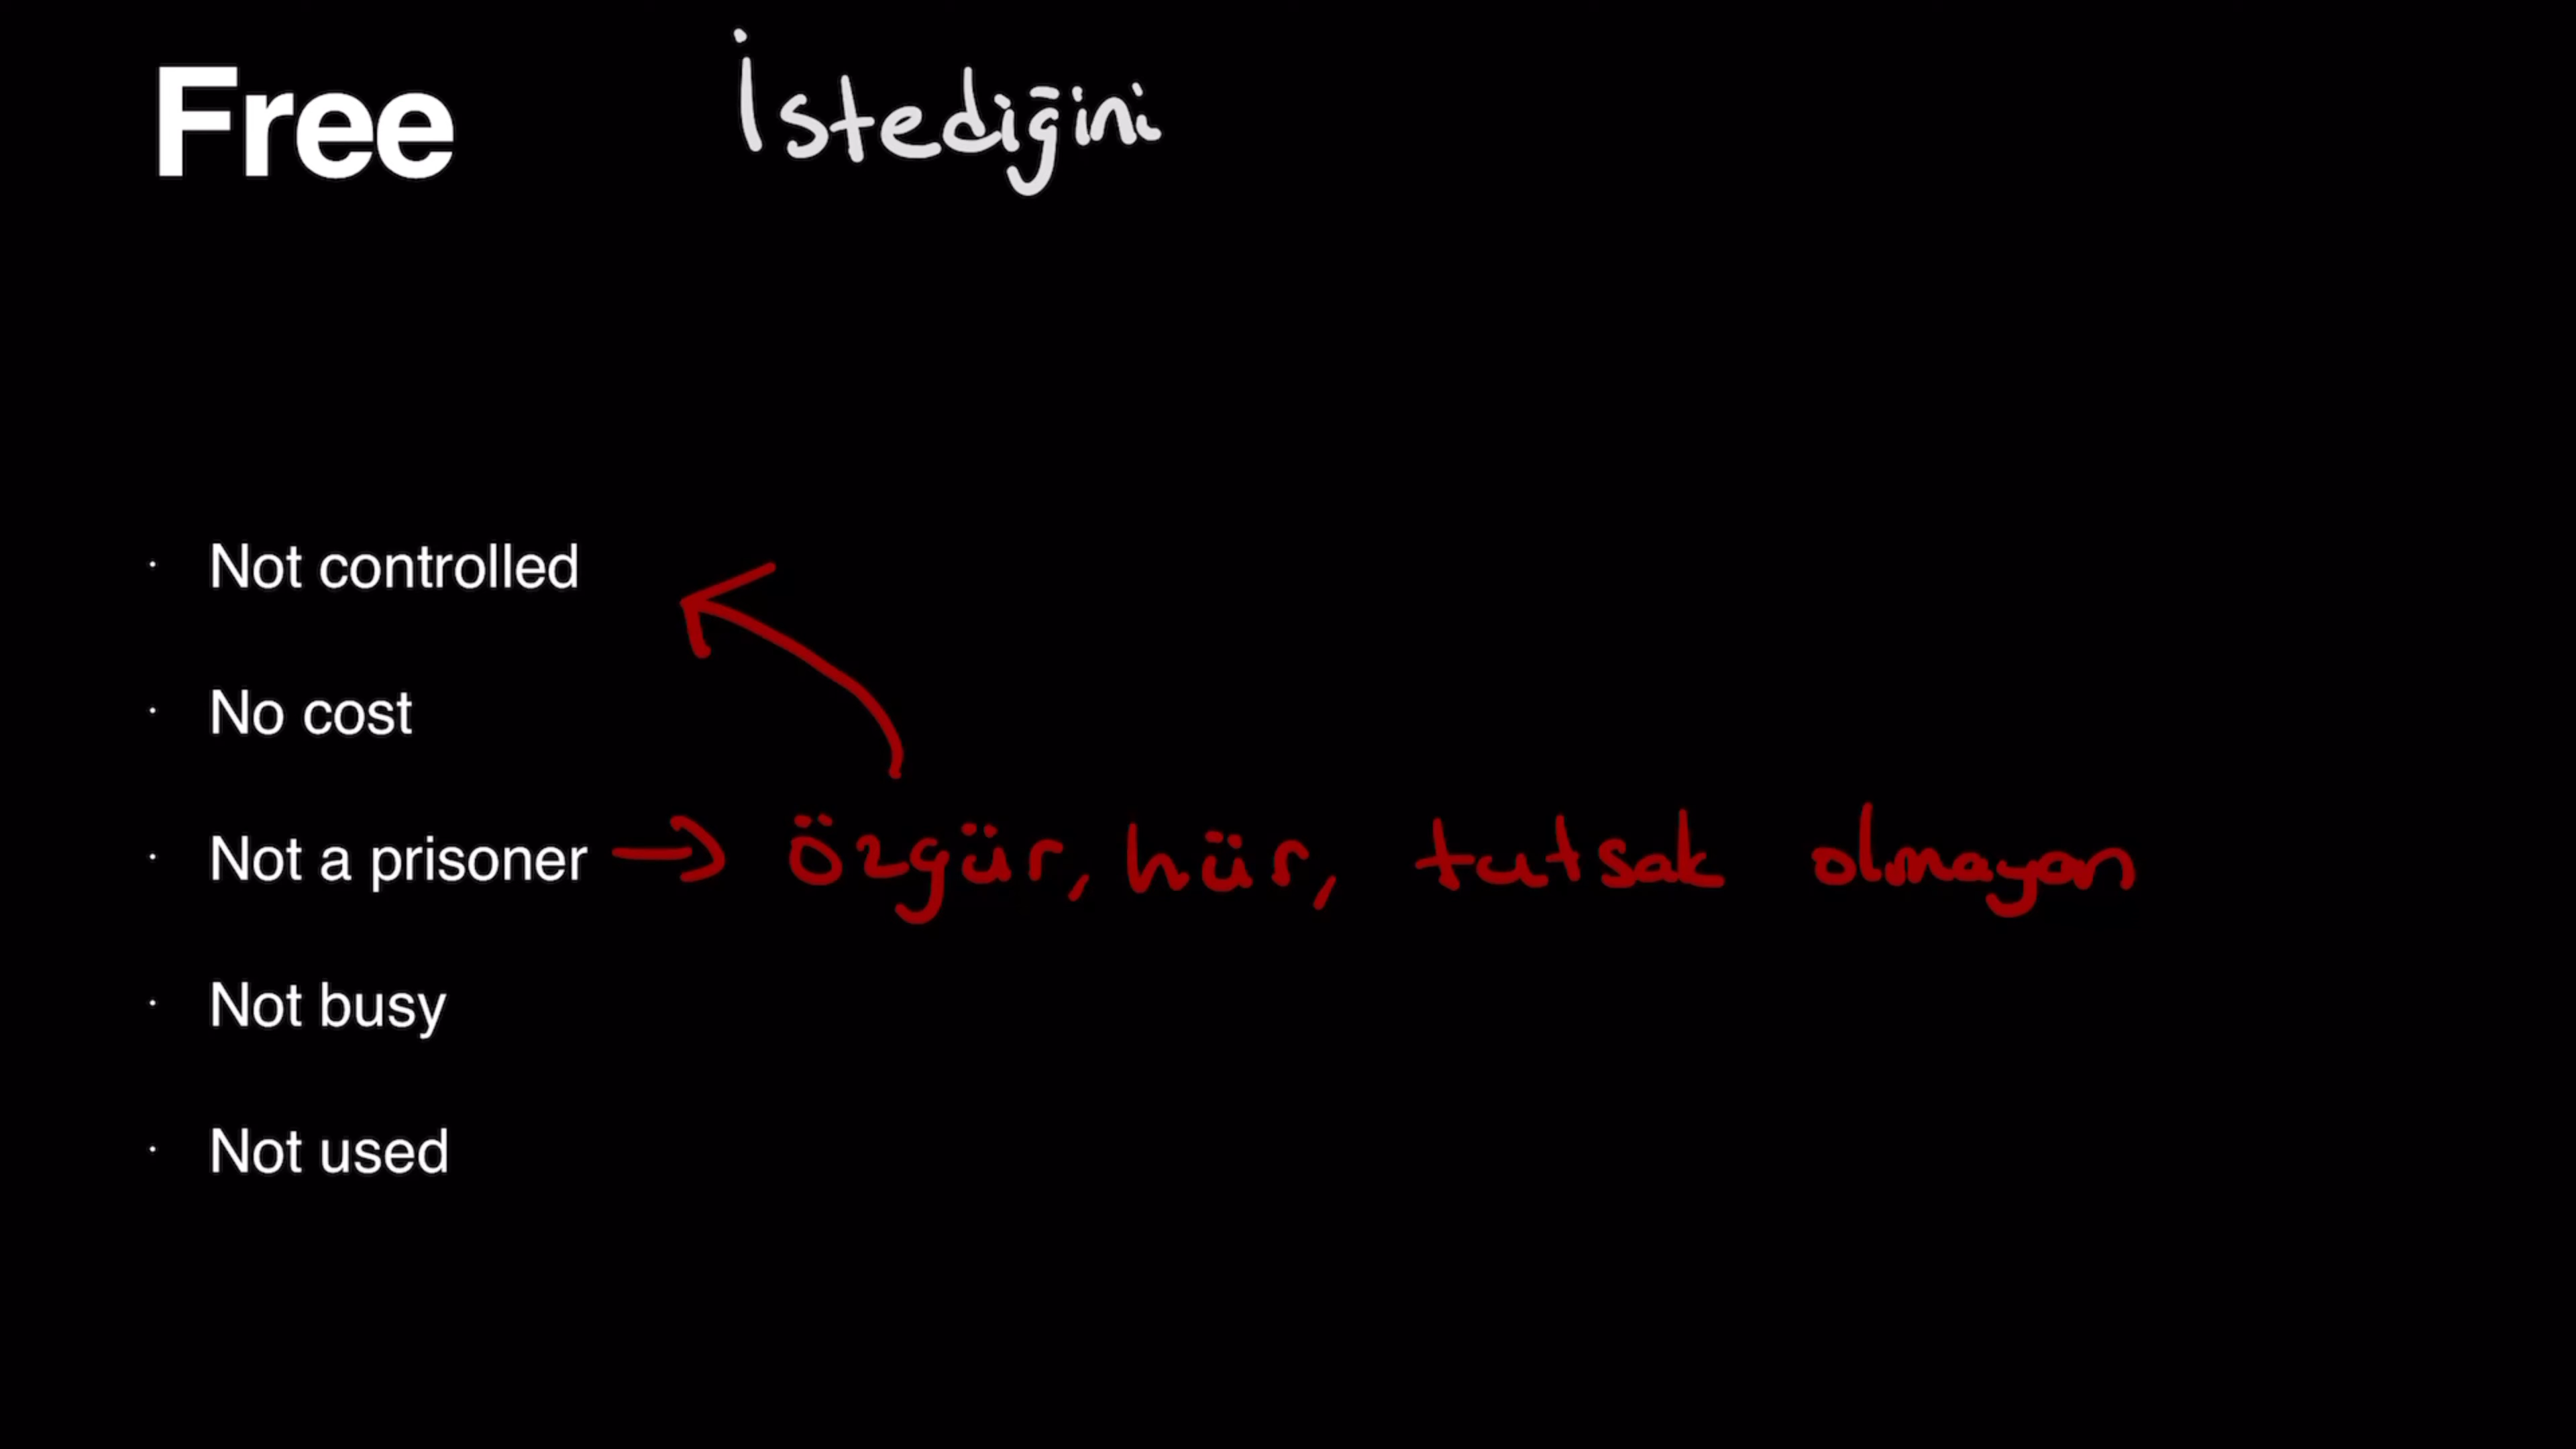 Free İstediğini
· Not controlled
· No cost
· Not a prisoner → özgür, hür, tutsak olmayan
· Not busy
· Not used